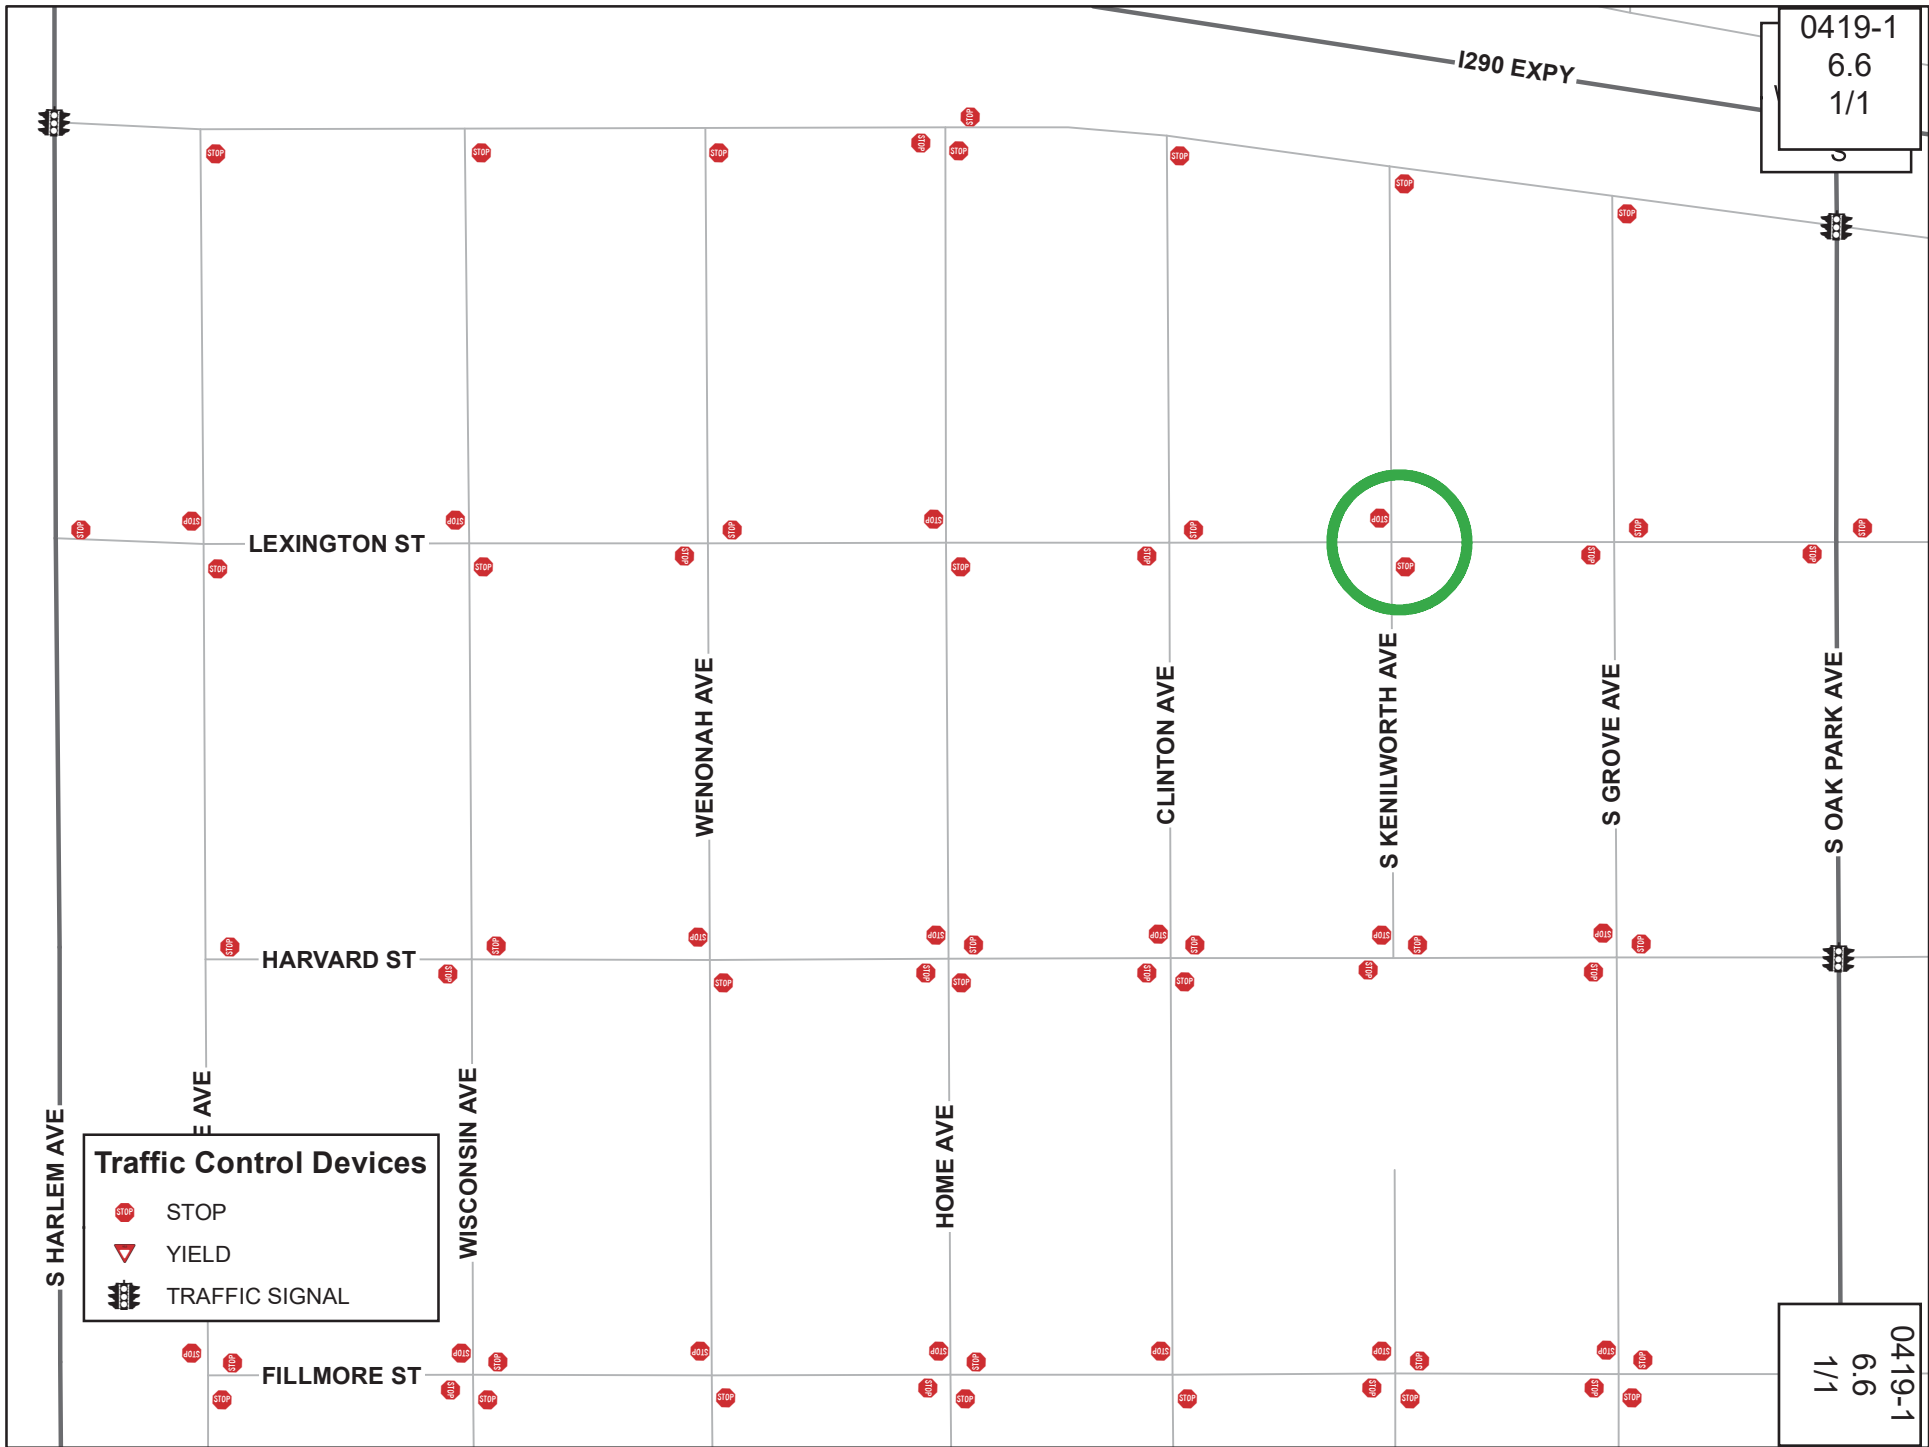 I290 EXPY
0419-1
6.6
1/1
S
LEXINGTON ST
WENONAH AVE
CLINTON AVE
S KENILWORTH AVE
S GROVE AVE
S OAK PARK AVE
HARVARD ST
S HARLEM AVE
E AVE
WISCONSIN AVE
HOME AVE
Traffic Control Devices
STOP
YIELD
TRAFFIC SIGNAL
FILLMORE ST
0419-1
6.6
1/1